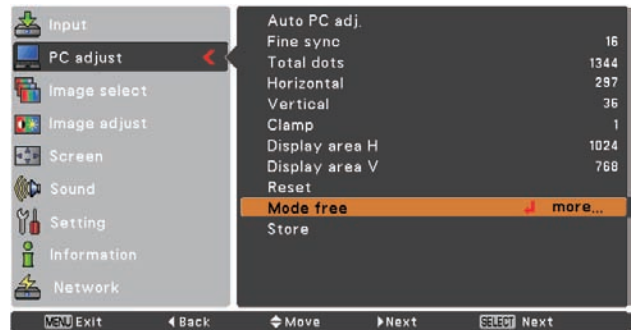 Input
PC adjust
Image select
Image adjust
Screen
Sound
Setting
Information
Network
Auto PC adj.
Fine sync 16
Total dots 1344
Horizontal 297
Vertical 36
Clamp 1
Display area H 1024
Display area V 768
Reset
Mode free more...
Store
MENU Exit Back Move Next SELECT Next